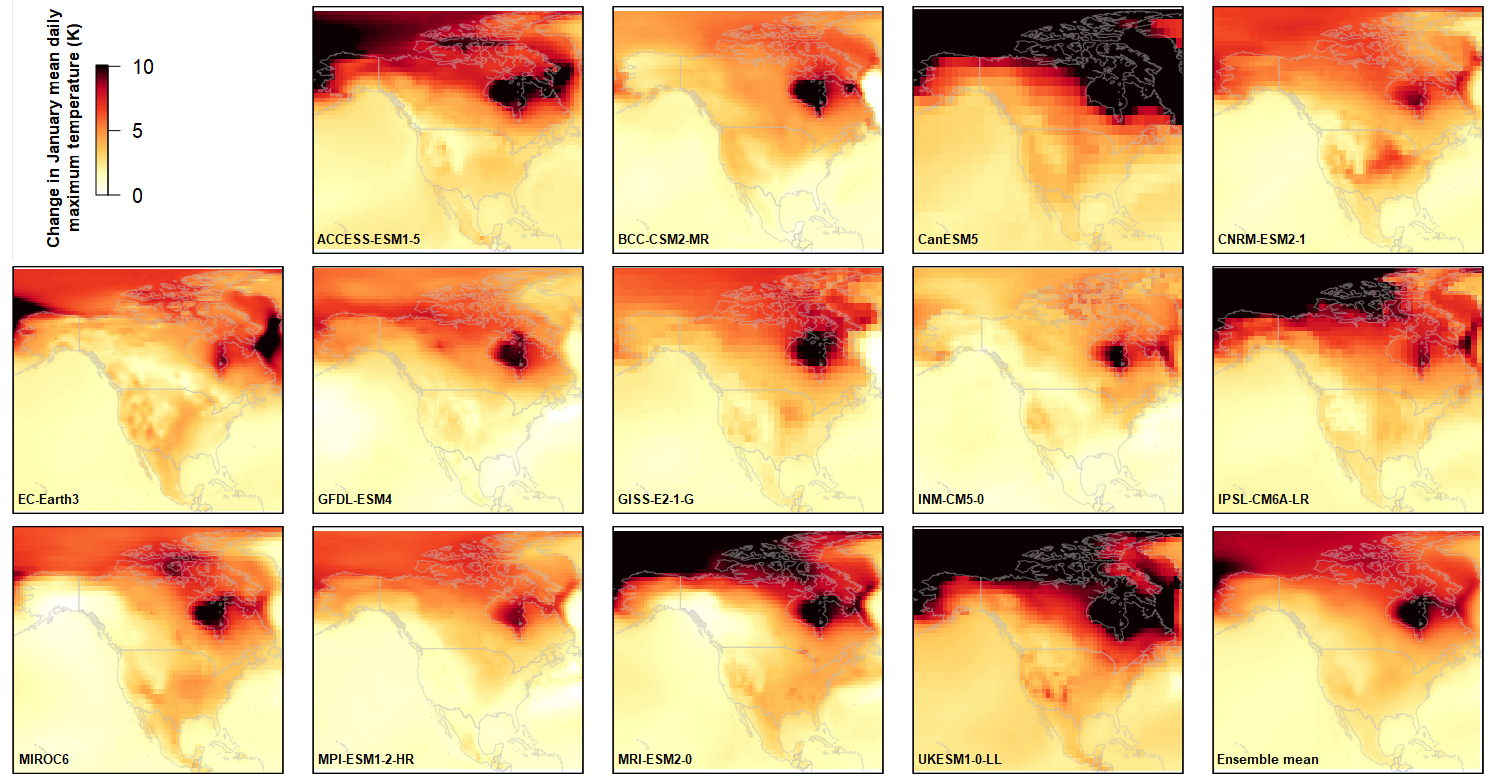 Change in January mean daily
maximum temperature (K)
10
5
0
ACCESS-ESM1-5
BCC-CSM2-MR
CanESM5
CNRM-ESM2-1
EC-Earth3
GFDL-ESM4
GISS-E2-1-G
INM-CM5-0
IPSL-CM6A-LR
MIROC6
MPI-ESM1-2-HR
MRI-ESM2-0
UKESM1-0-LL
Ensemble mean